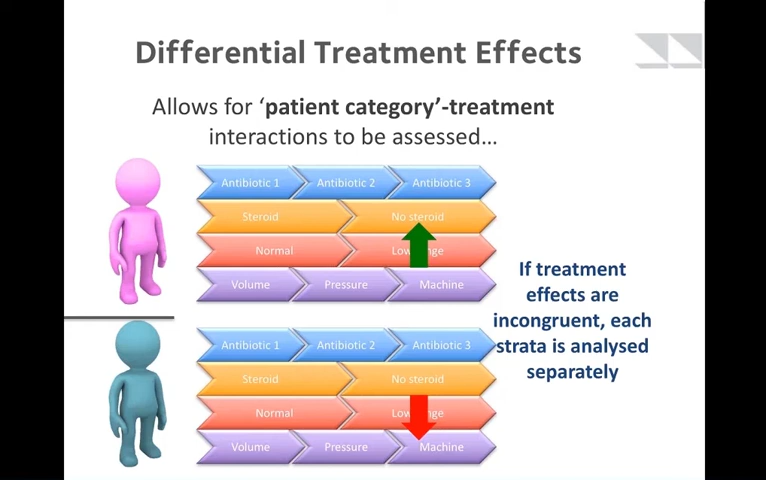 Differential Treatment Effects
Allows for ‘patient category’-treatment
interactions to be assessed…
Antibiotic 1 Antibiotic 2 Antibiotic 3
Steroid No steroid
Normal
Volume Pressure Machine
If treatment
effects are
incongruent, each
strata is analysed
separately
Antibiotic 1 Antibiotic 2 Antibiotic 3
Steroid No steroid
Normal
Volume Pressure Machine